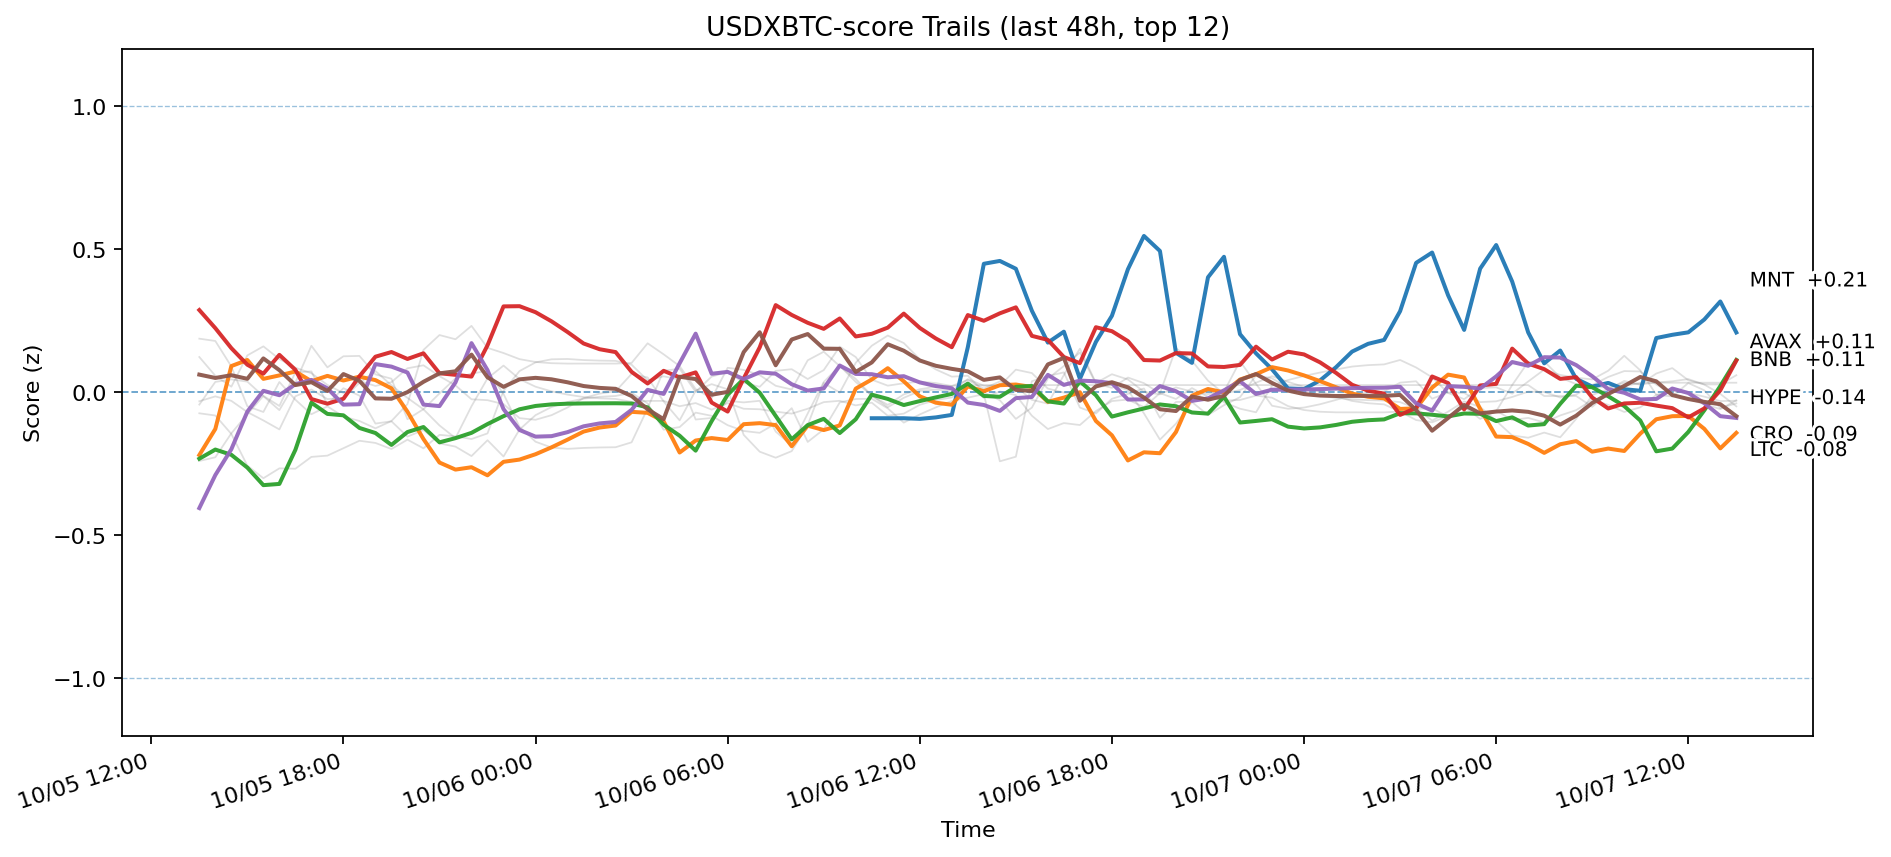 USDXBTC-score Trails (last 48h, top 12)
Score (z)
1.0
0.5
0.0
−0.5
−1.0
MNT +0.21
AVAX +0.11
BNB +0.11
HYPE -0.14
CRO -0.09
LTC -0.08
10/05 12:00
10/05 18:00
10/06 00:00
10/06 06:00
10/06 12:00
10/06 18:00
10/07 00:00
10/07 06:00
10/07 12:00
Time